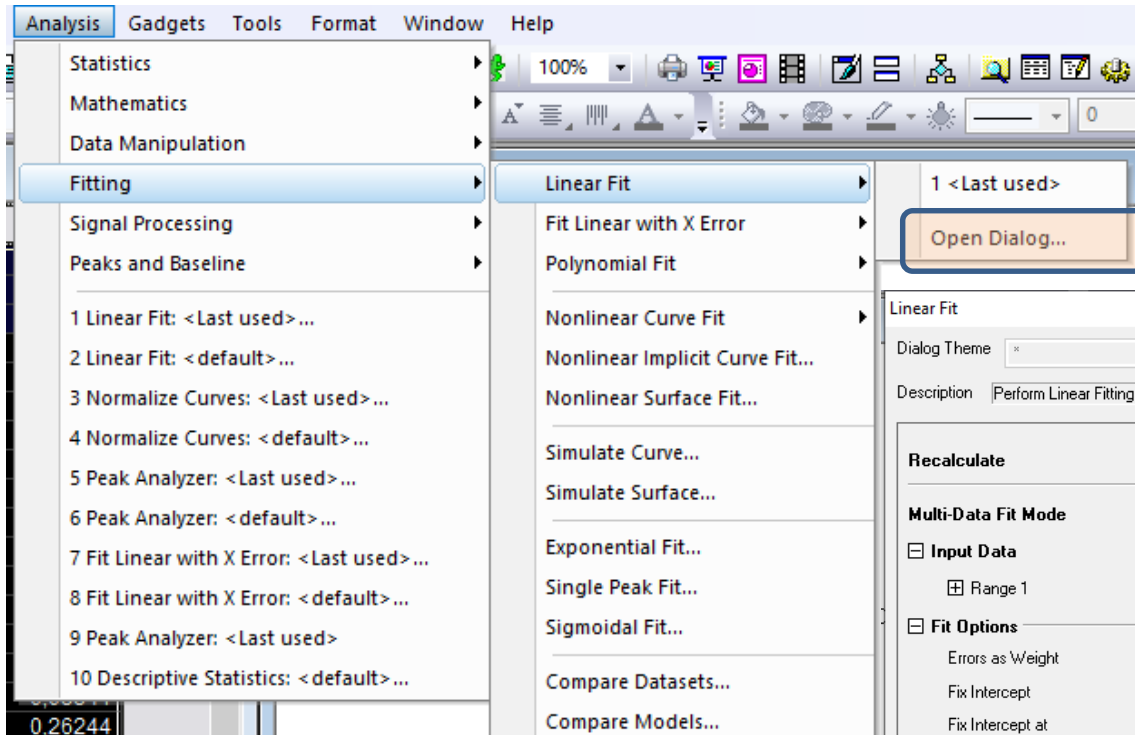 Analysis Gadgets Tools Format Window Help
100%
0
Statistics
Mathematics
Data Manipulation
Fitting
Signal Processing
Peaks and Baseline
1 Linear Fit: <Last used>...
2 Linear Fit: <default>...
3 Normalize Curves: <Last used>...
4 Normalize Curves: <default>...
5 Peak Analyzer: <Last used>...
6 Peak Analyzer: <default>...
7 Fit Linear with X Error: <Last used>...
8 Fit Linear with X Error: <default>...
9 Peak Analyzer: <Last used>
10 Descriptive Statistics: <default>...
0,26244
Linear Fit
Fit Linear with X Error
Polynomial Fit
Nonlinear Curve Fit
Nonlinear Implicit Curve Fit...
Nonlinear Surface Fit...
Simulate Curve...
Simulate Surface...
Exponential Fit...
Single Peak Fit...
Sigmoidal Fit...
Compare Datasets...
Compare Models...
1 <Last used>
Open Dialog...
Linear Fit
Dialog Theme *
Description Perform Linear Fitting
Recalculate
Multi-Data Fit Mode
Input Data
Range 1
Fit Options
Errors as Weight
Fix Intercept
Fix Intercept at